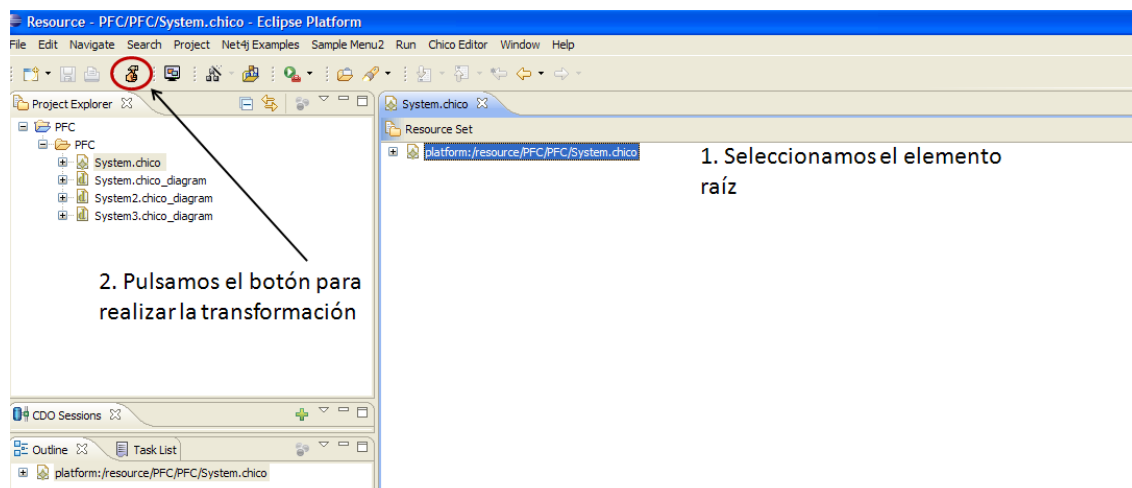 Resource - PFC/PFC/System.chico - Eclipse Platform
File Edit Navigate Search Project Net4j Examples Sample Menu2 Run Chico Editor Window Help
Project Explorer
System.chico
PFC
Resource Set
PFC
platform:/resource/PFC/PFC/System.chico
System.chico
System.chico_diagram
System2.chico_diagram
System3.chico_diagram
1. Seleccionamos el elemento
raíz
2. Pulsamos el botón para
realizar la transformación
CDO Sessions
Outline
Task List
platform:/resource/PFC/PFC/System.chico